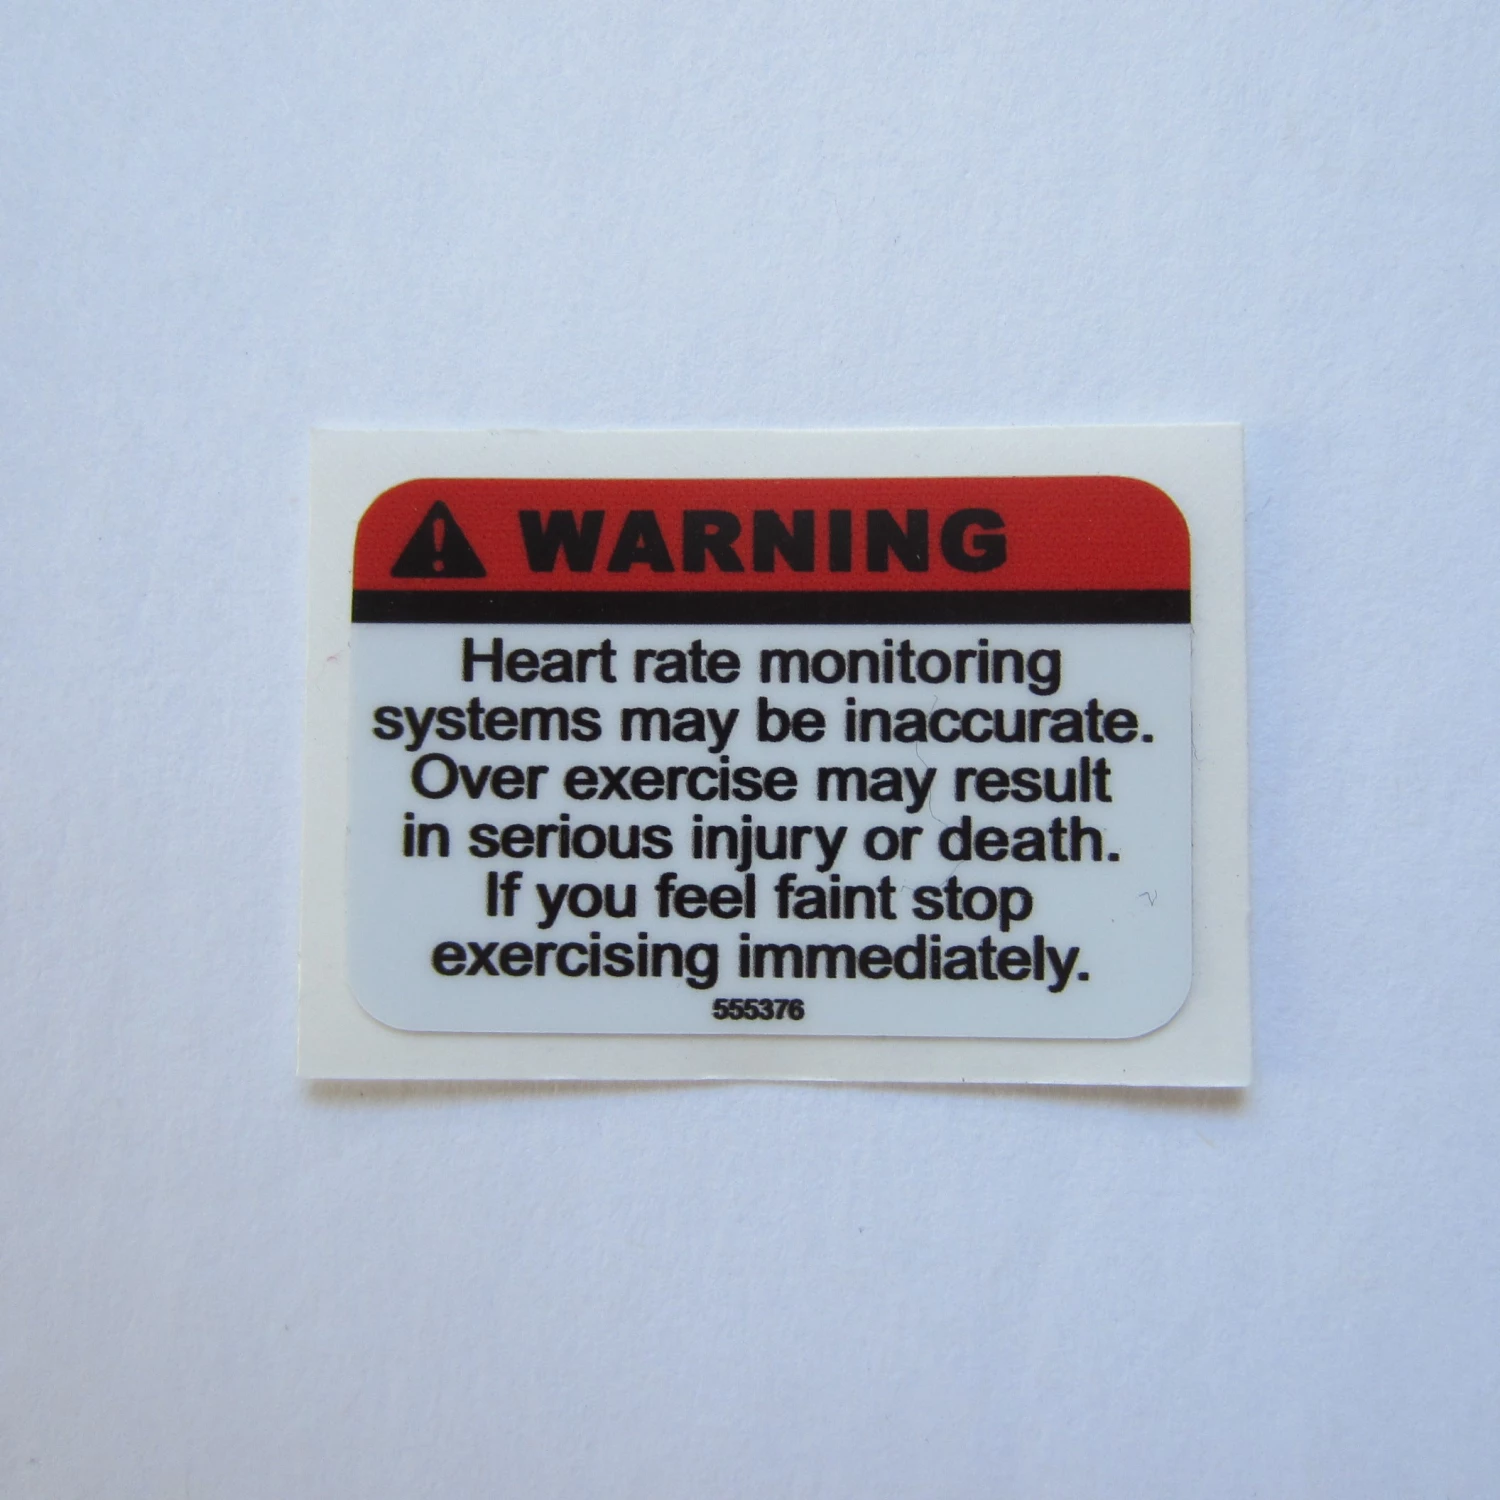 WARNING
Heart rate monitoring
systems may be inaccurate.
Over exercise may result
in serious injury or death.
If you feel faint stop
exercising immediately.
555376